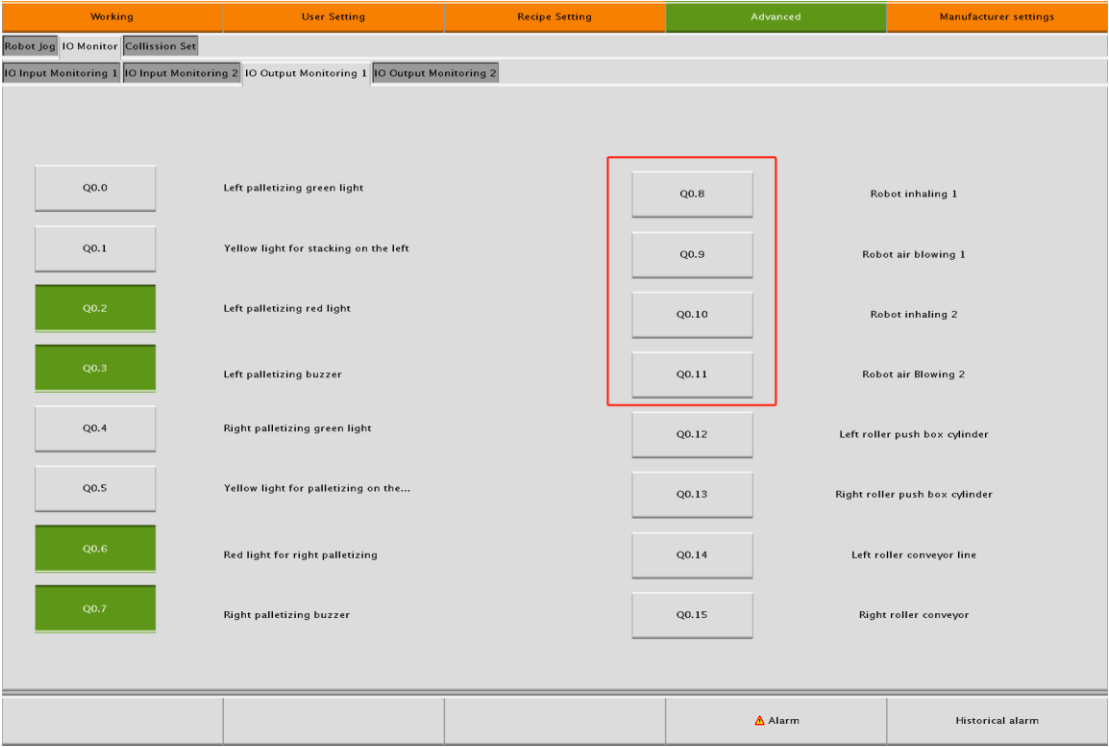 Working User Setting Recipe Setting Advanced Manufacturer settings
Robot Jog IO Monitor Collission Set
IO Input Monitoring 1 IO Input Monitoring 2 IO Output Monitoring 1 IO Output Monitoring 2
Q0.0 Left palletizing green light
Q0.1 Yellow light for stacking on the left
Q0.2 Left palletizing red light
Q0.3 Left palletizing buzzer
Q0.4 Right palletizing green light
Q0.5 Yellow light for palletizing on the...
Q0.6 Red light for right palletizing
Q0.7 Right palletizing buzzer
Q0.8 Robot inhaling 1
Q0.9 Robot air blowing 1
Q0.10 Robot inhaling 2
Q0.11 Robot air Blowing 2
Q0.12 Left roller push box cylinder
Q0.13 Right roller push box cylinder
Q0.14 Left roller conveyor line
Q0.15 Right roller conveyor
Alarm Historical alarm